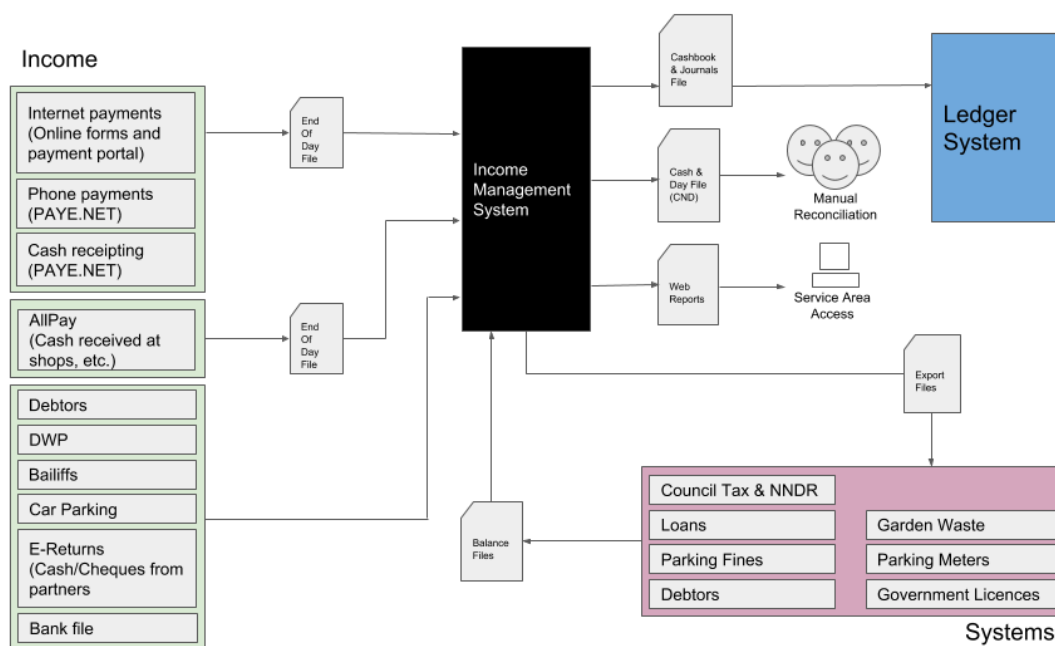 Income
Internet payments
(Online forms and
payment portal)
Phone payments
(PAYE.NET)
Cash receipting
(PAYE.NET)
AllPay
(Cash received at
shops, etc.)
Debtors
DWP
Bailiffs
Car Parking
E-Returns
(Cash/Cheques from
partners
Bank file
End
Of
Day
File
End
Of
Day
File
Income
Management
System
Cashbook
& Journals
File
Cash &
Day File
(CND)
Web
Reports
Ledger
System
Manual
Reconciliation
Service Area
Access
Export
Files
Balance
Files
Council Tax & NNDR
Loans
Parking Fines
Debtors
Garden Waste
Parking Meters
Government Licences
Systems